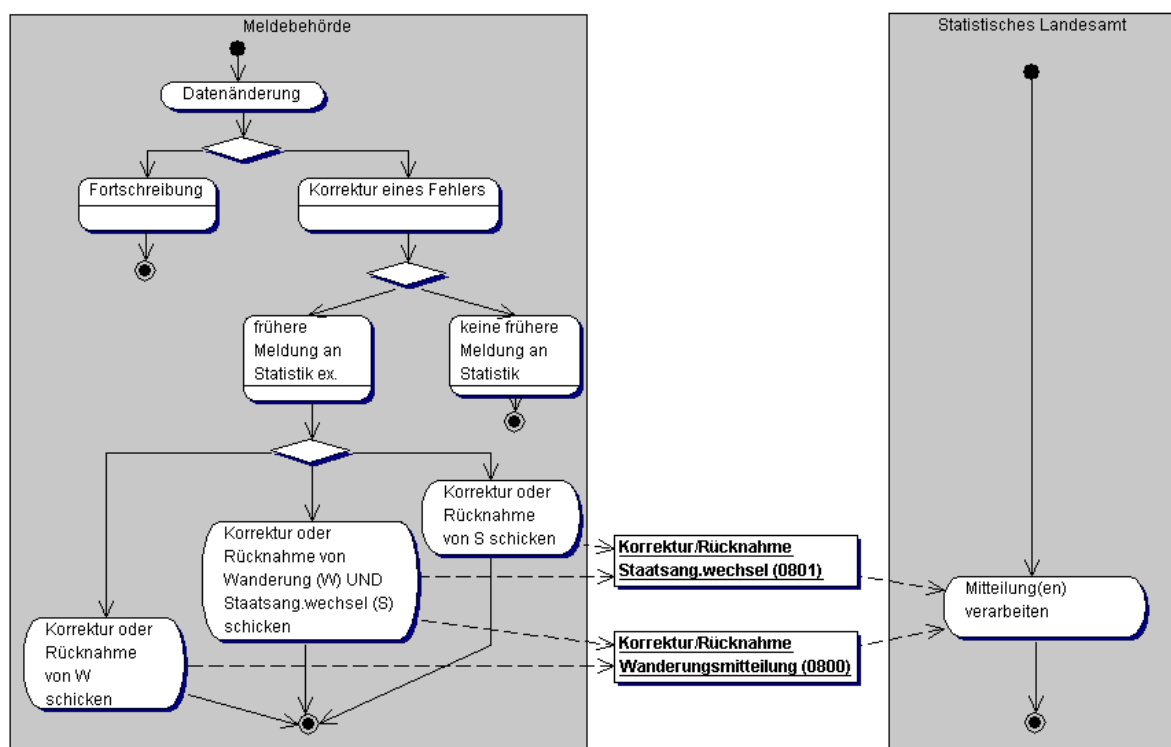 Meldebehörde
Statistisches Landesamt
Datenänderung
Fortschreibung
Korrektur eines Fehlers
frühere
Meldung an
Statistik ex.
keine frühere
Meldung an
Statistik
Korrektur oder
Rücknahme
von S schicken
Korrektur oder
Rücknahme von
Wanderung (W) UND
Staatsang.wechsel (S)
schicken
Korrektur oder
Rücknahme
von W
schicken
Korrektur/Rücknahme
Staatsang.wechsel (0801)
Korrektur/Rücknahme
Wanderungsmitteilung (0800)
Mitteilung(en)
verarbeiten